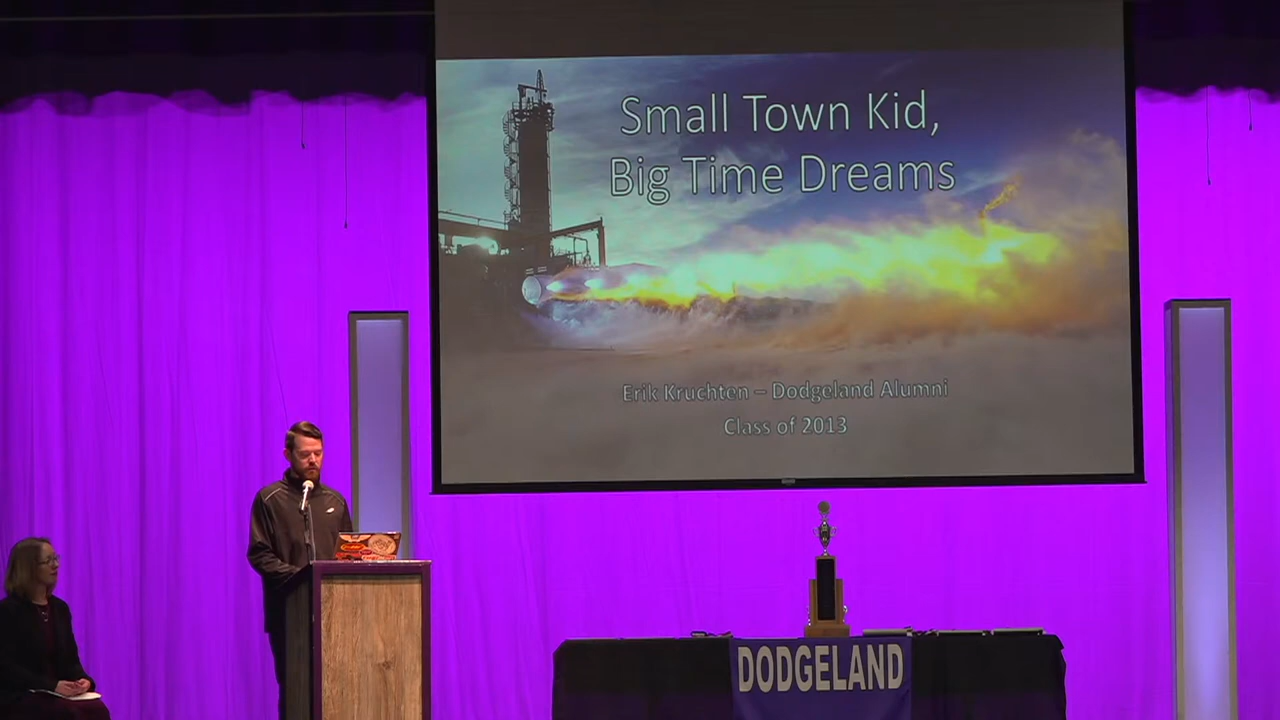 Small Town Kid,
Big Time Dreams
Erik Kruchten – Dodgeland Alumni
Class of 2013
DODGELAND